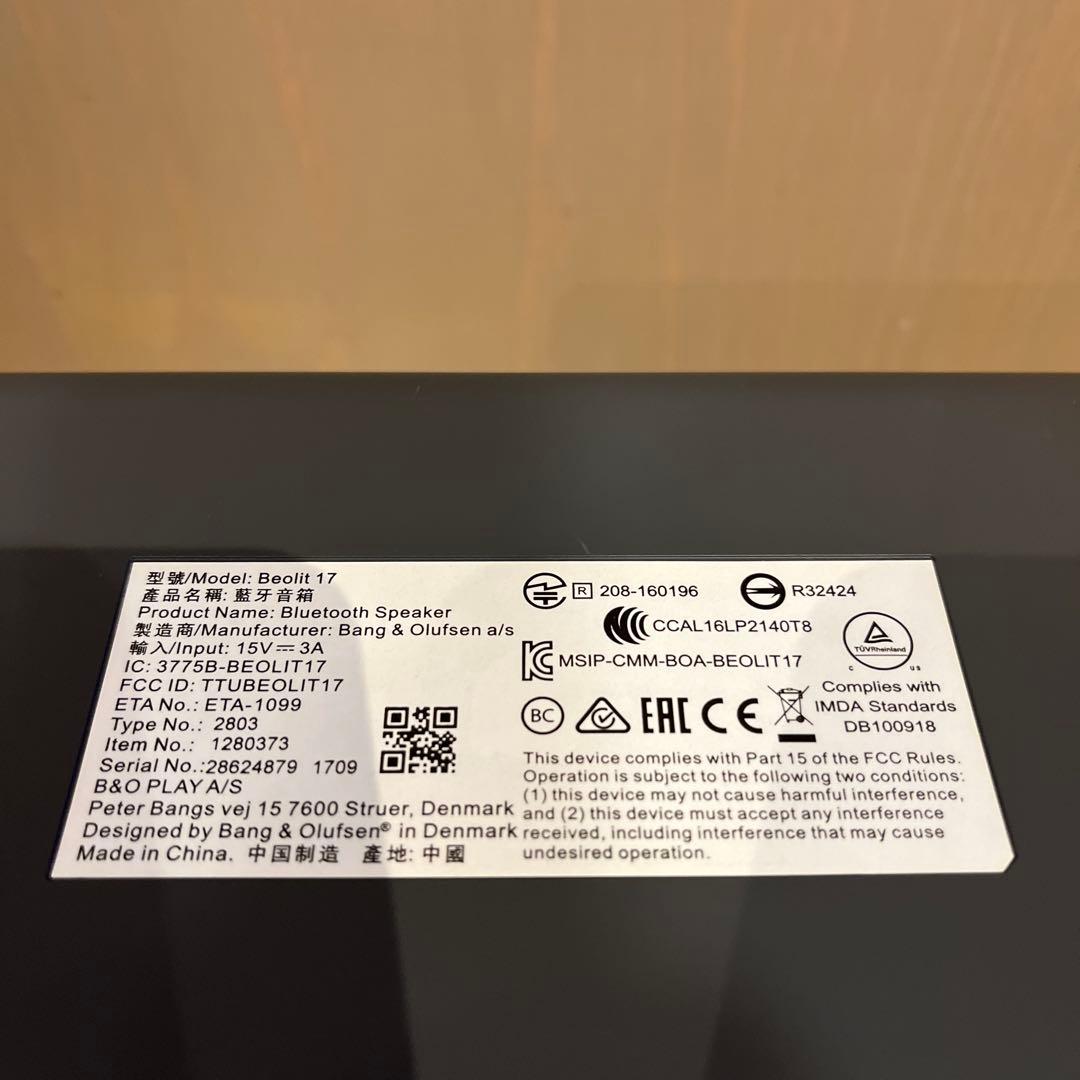 型號/Model: Beolit 17
產品名稱: 藍牙音箱
Product Name: Bluetooth Speaker
製造商/Manufacturer: Bang & Olufsen a/s
輸入/Input: 15V⎓3A
IC: 3775B-BEOLIT17
FCC ID: TTUBEOLIT17
ETA No.: ETA-1099
Type No.: 2803
Item No.: 1280373
Serial No.:28624879 1709
B&O PLAY A/S
Peter Bangs vej 15 7600 Struer, Denmark
Designed by Bang & Olufsen® in Denmark
Made in China. 中国制造 產地: 中國
R 208-160196
R32424
CCAL16LP2140T8
MSIP-CMM-BOA-BEOLIT17
TÜVRheinland
C US
BC EAC CE
Complies with
IMDA Standards
DB100918
This device complies with Part 15 of the FCC Rules.
Operation is subject to the following two conditions:
(1) this device may not cause harmful interference,
and (2) this device must accept any interference
received, including interference that may cause
undesired operation.